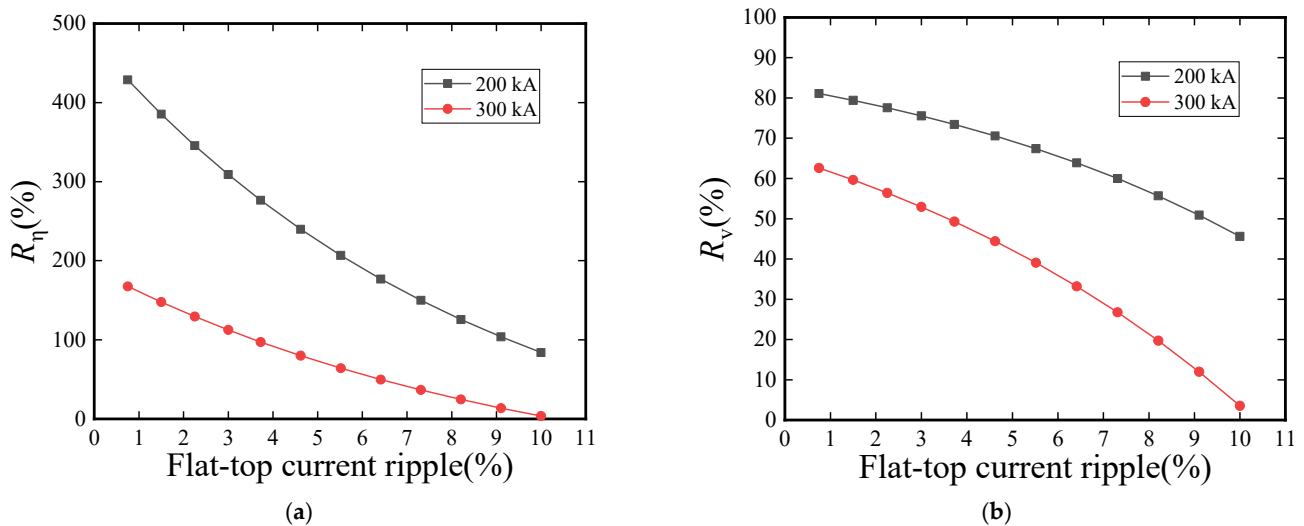 500
400
300
200
100
0
R_η(%)
200 kA
300 kA
0 1 2 3 4 5 6 7 8 9 10 11
Flat-top current ripple(%)
(a)
100
90
80
70
60
50
40
30
20
10
0
R_v(%)
200 kA
300 kA
0 1 2 3 4 5 6 7 8 9 10 11
Flat-top current ripple(%)
(b)